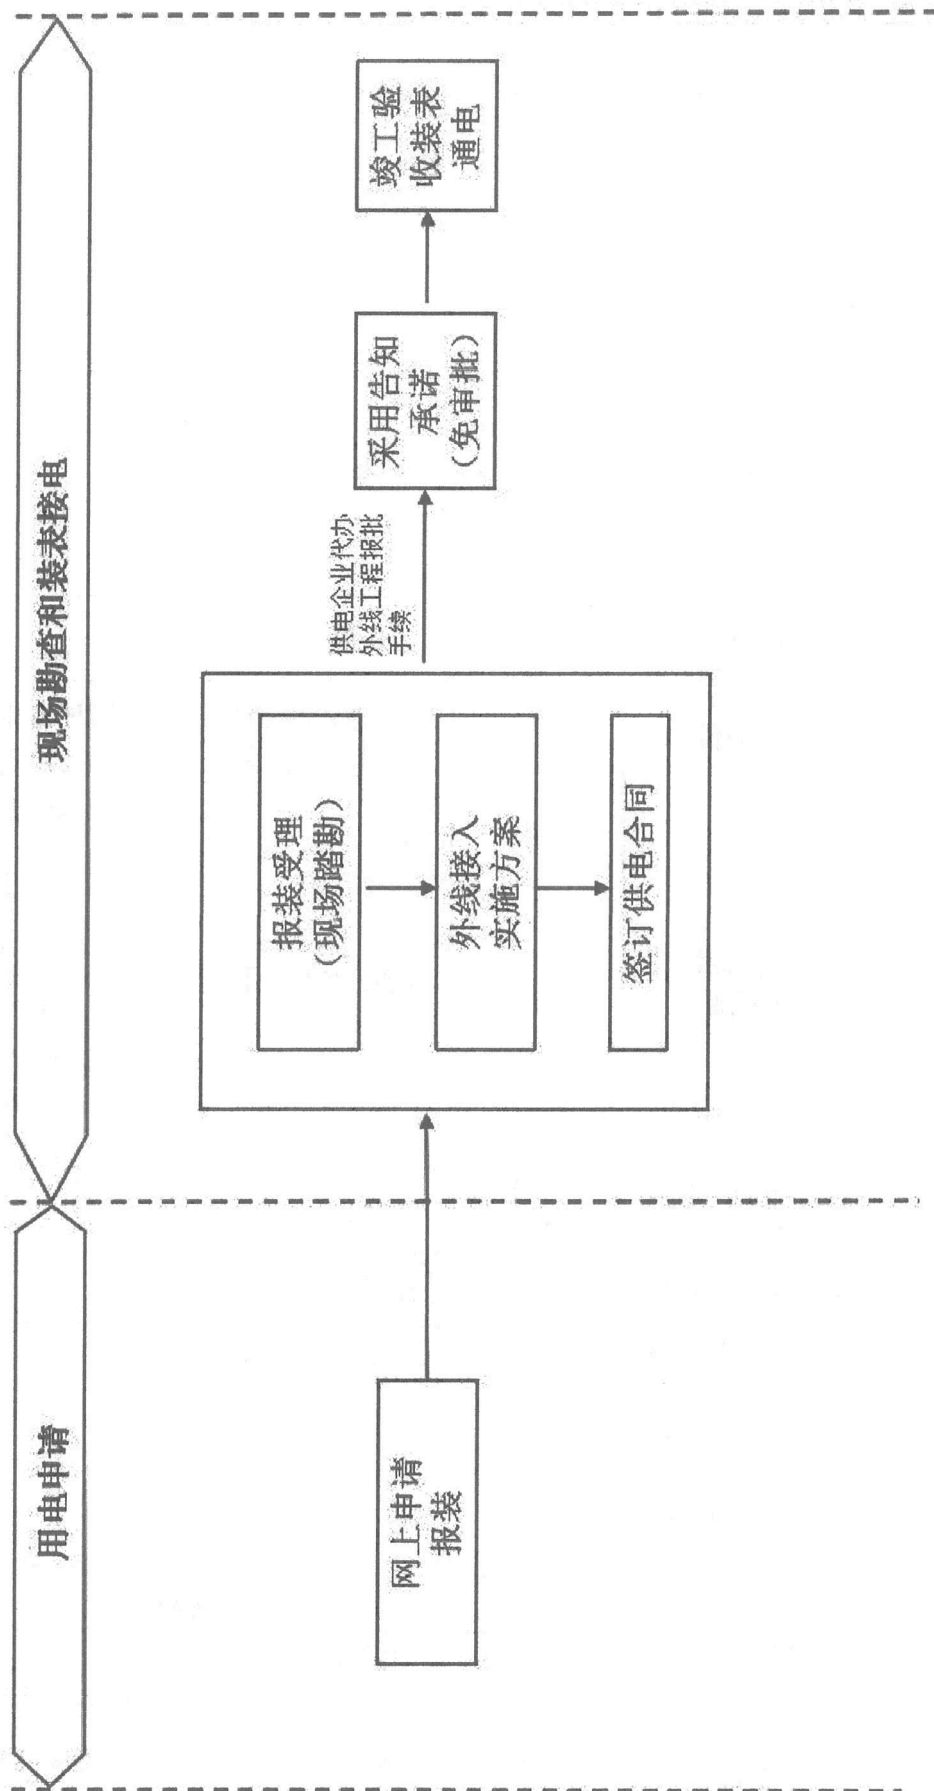 用电申请
现场勘查和装表接电
网上申请
报装
报装受理
（现场踏勘）
外线接入
实施方案
签订供电合同
供电企业代办
外线工程报批
手续
采用告知
承诺
（免审批）
竣工验
收装表
通电